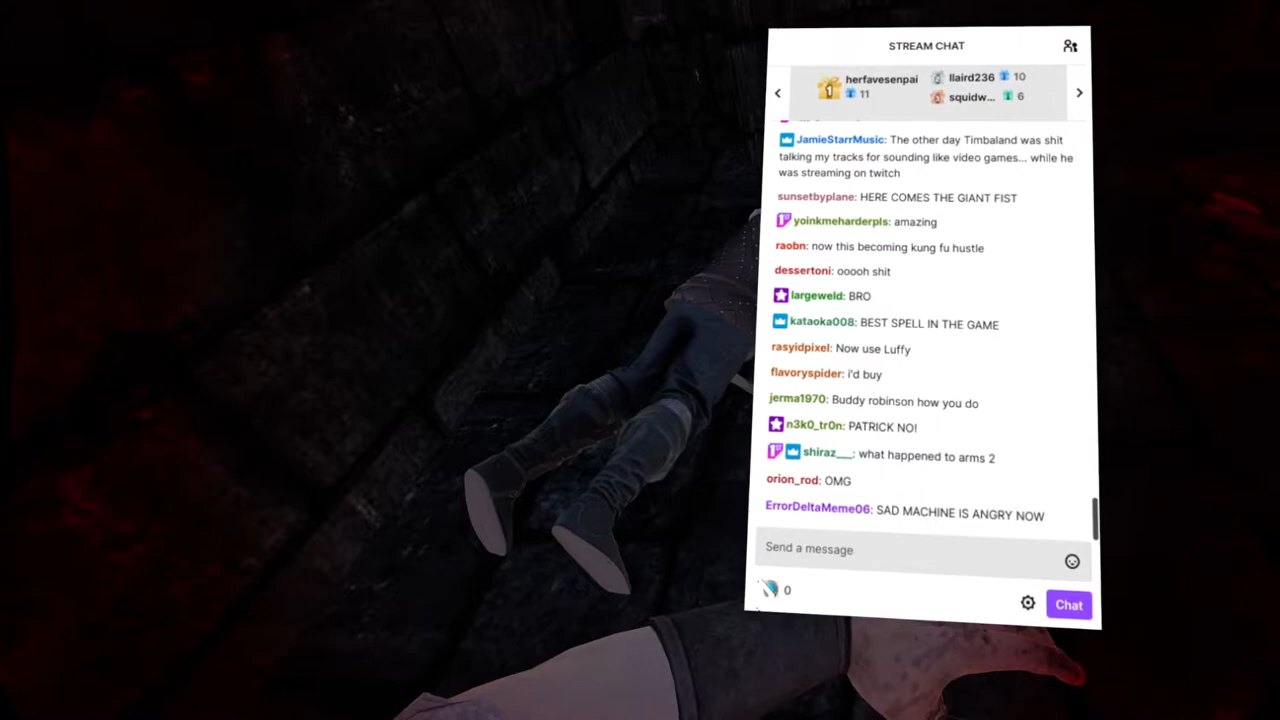 STREAM CHAT
herfavesenpai
11
llaird236 10
squidw... 6
1
JamieStarrMusic: The other day Timbaland was shit
talking my tracks for sounding like video games... while he
was streaming on twitch
sunsetbyplane: HERE COMES THE GIANT FIST
yoinkmeharderpls: amazing
raobn: now this becoming kung fu hustle
dessertoni: ooooh shit
largeweld: BRO
kataoka008: BEST SPELL IN THE GAME
rasyidpixel: Now use Luffy
flavoryspider: i'd buy
jerma1970: Buddy robinson how you do
n3k0_tr0n: PATRICK NO!
shiraz___: what happened to arms 2
orion_rod: OMG
ErrorDeltaMeme06: SAD MACHINE IS ANGRY NOW
Send a message
0
Chat